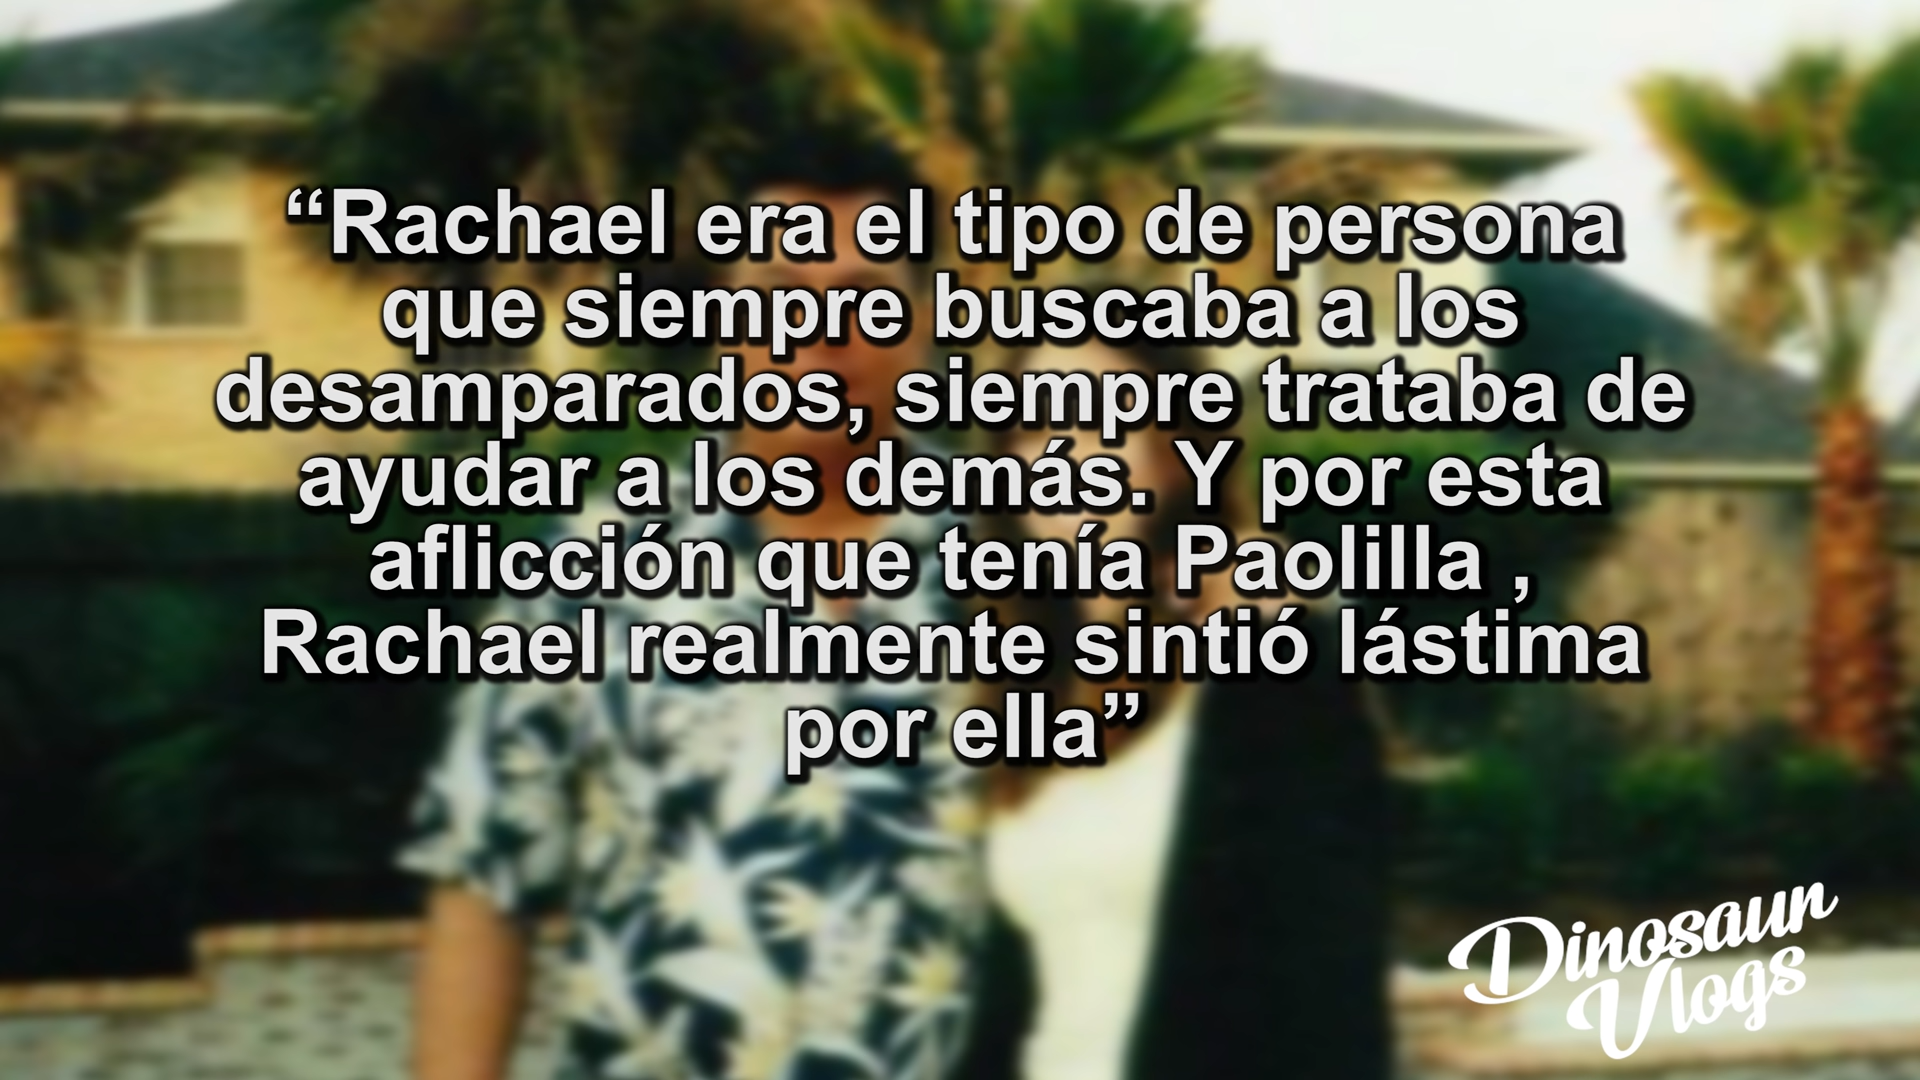 “Rachael era el tipo de persona
que siempre buscaba a los
desamparados, siempre trataba de
ayudar a los demás. Y por esta
aflicción que tenía Paolilla ,
Rachael realmente sintió lástima
por ella”
Dinosaur
Vlogs